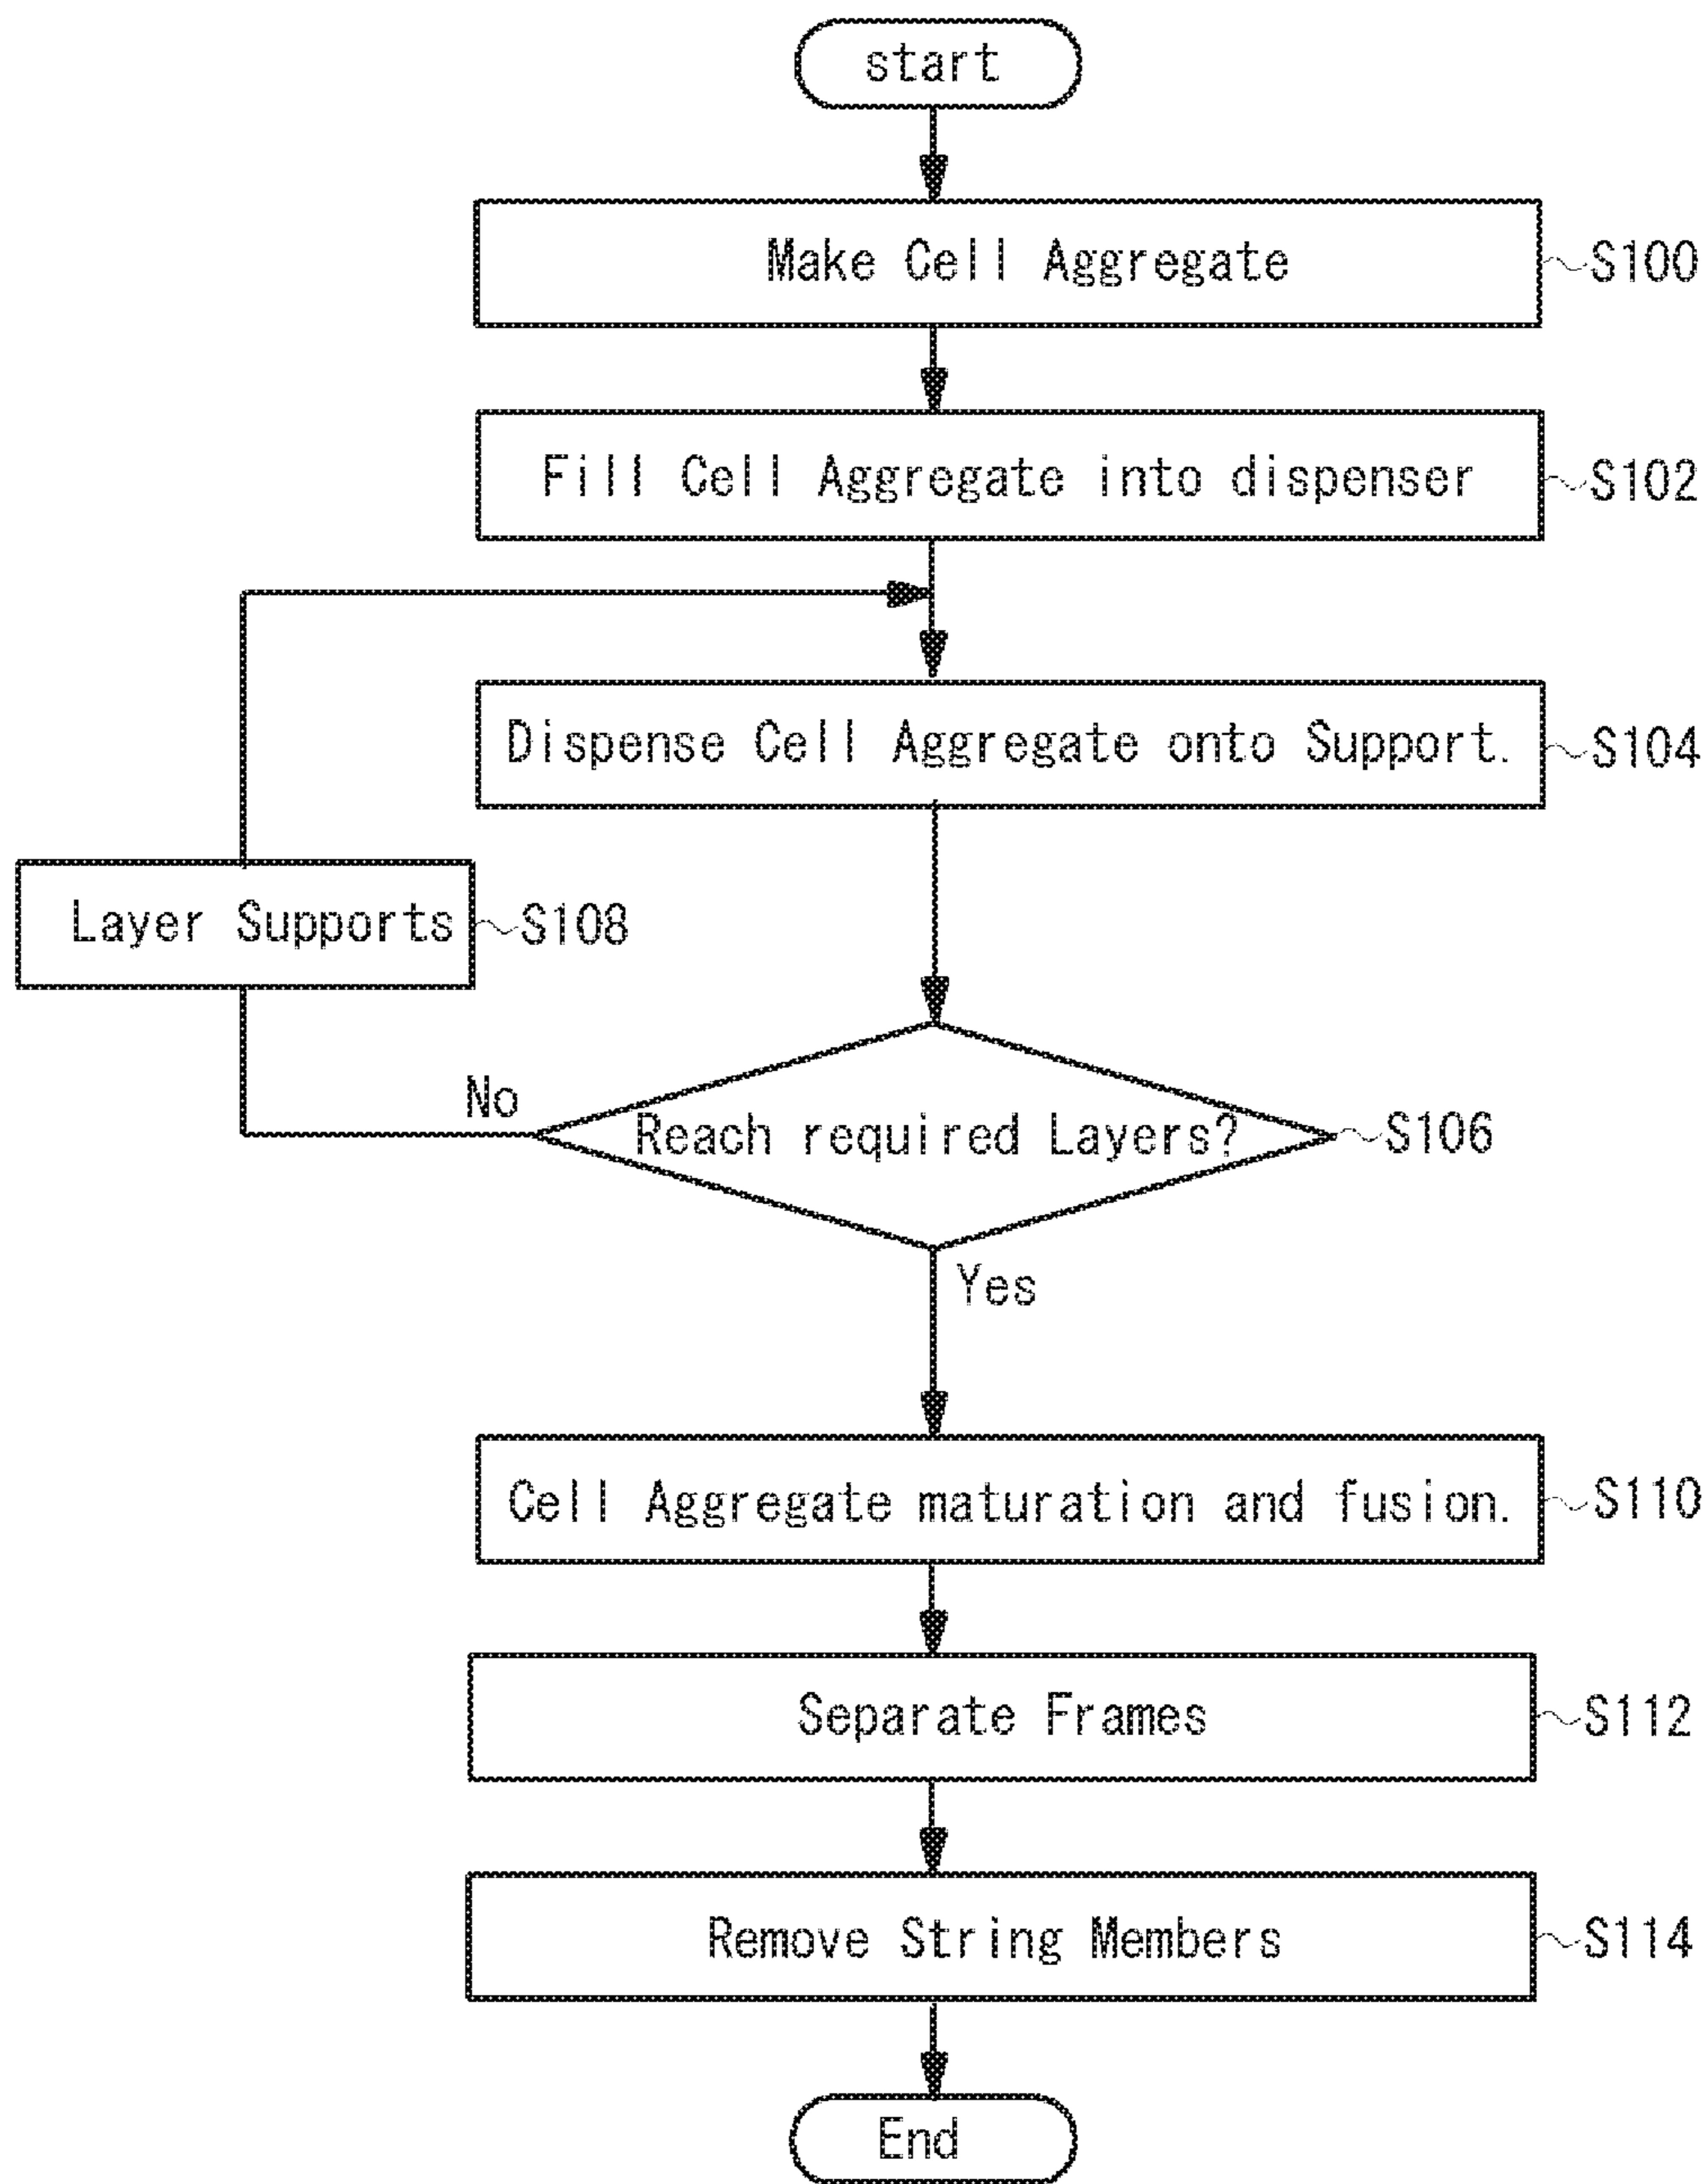 start
Make Cell Aggregate
S100
Fill Cell Aggregate into dispenser
S102
Dispense Cell Aggregate onto Support.
S104
Layer Supports
S108
No
Reach required Layers?
S106
Yes
Cell Aggregate maturation and fusion.
S110
Separate Frames
S112
Remove String Members
S114
End